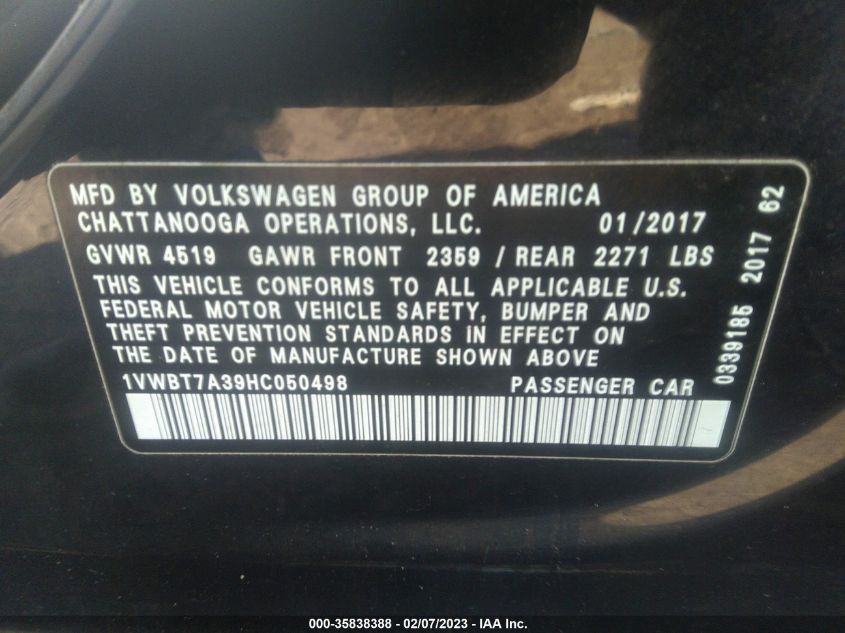 MFD BY VOLKSWAGEN GROUP OF AMERICA
CHATTANOOGA OPERATIONS, LLC. 01/2017
GVWR 4519 GAWR FRONT 2359 / REAR 2271 LBS
THIS VEHICLE CONFORMS TO ALL APPLICABLE U.S.
FEDERAL MOTOR VEHICLE SAFETY, BUMPER AND
THEFT PREVENTION STANDARDS IN EFFECT ON
THE DATE OF MANUFACTURE SHOWN ABOVE
1VWBT7A39HC050498 PASSENGER CAR
0339185 2017 62
000-35838388 - 02/07/2023 - IAA Inc.